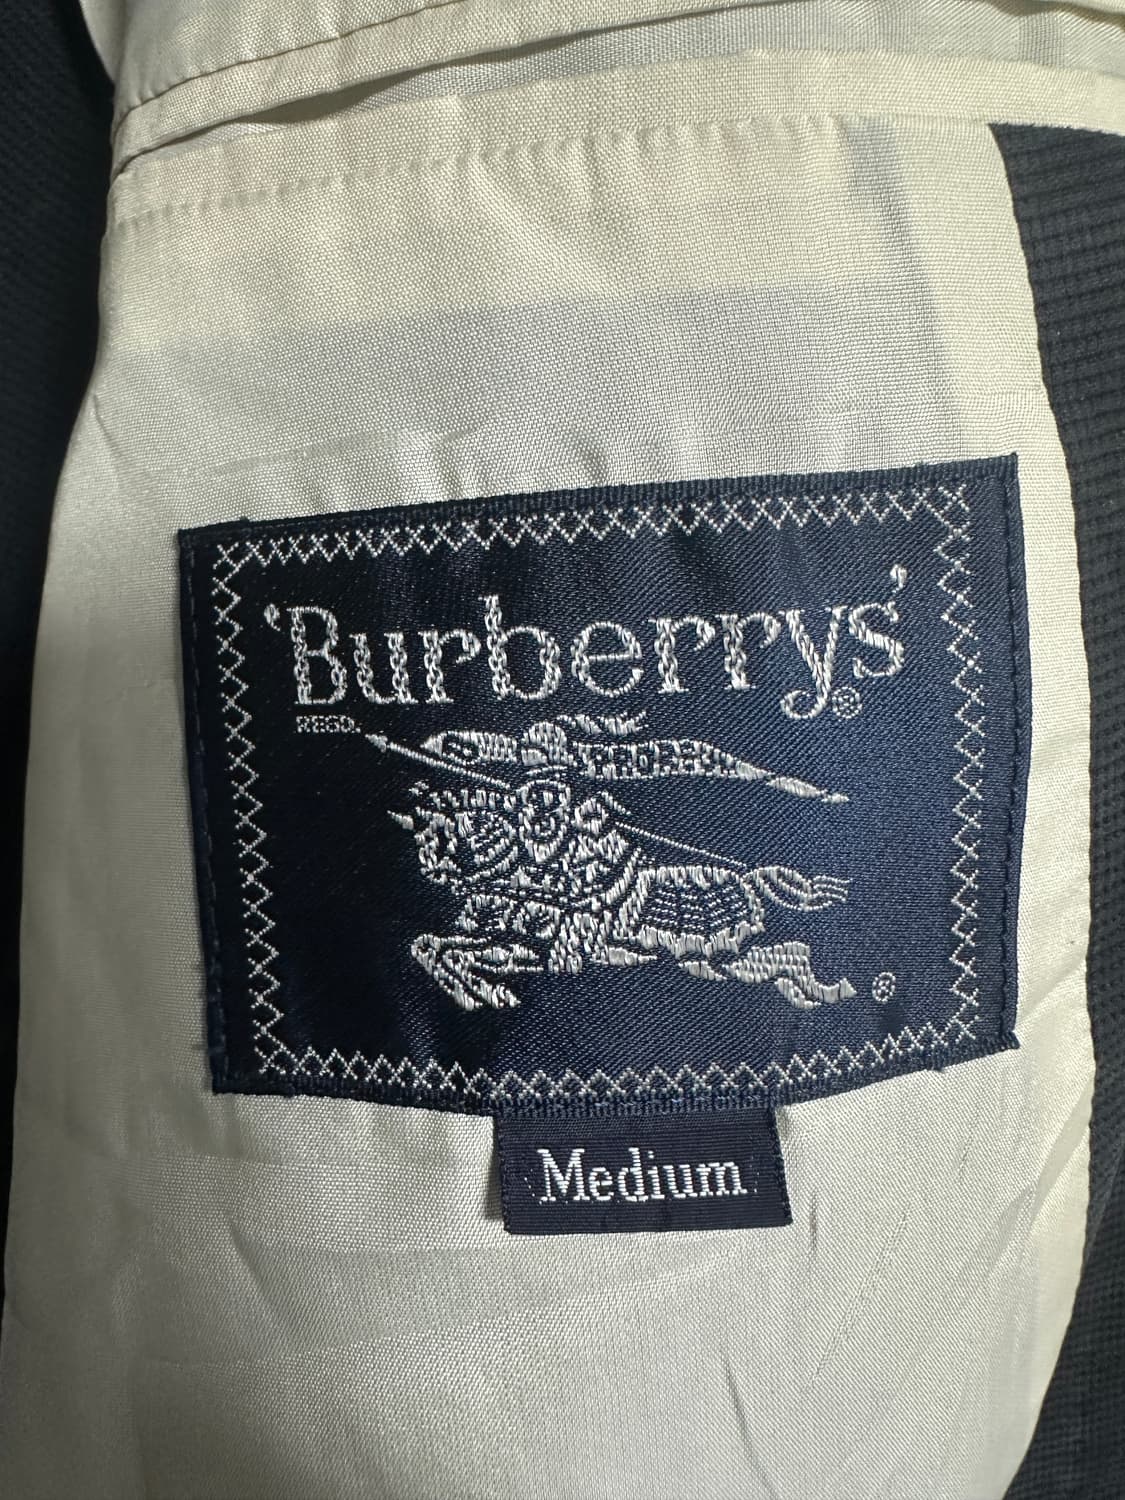 'Burberrys'®
REGD.
PRORSUM
®
Medium